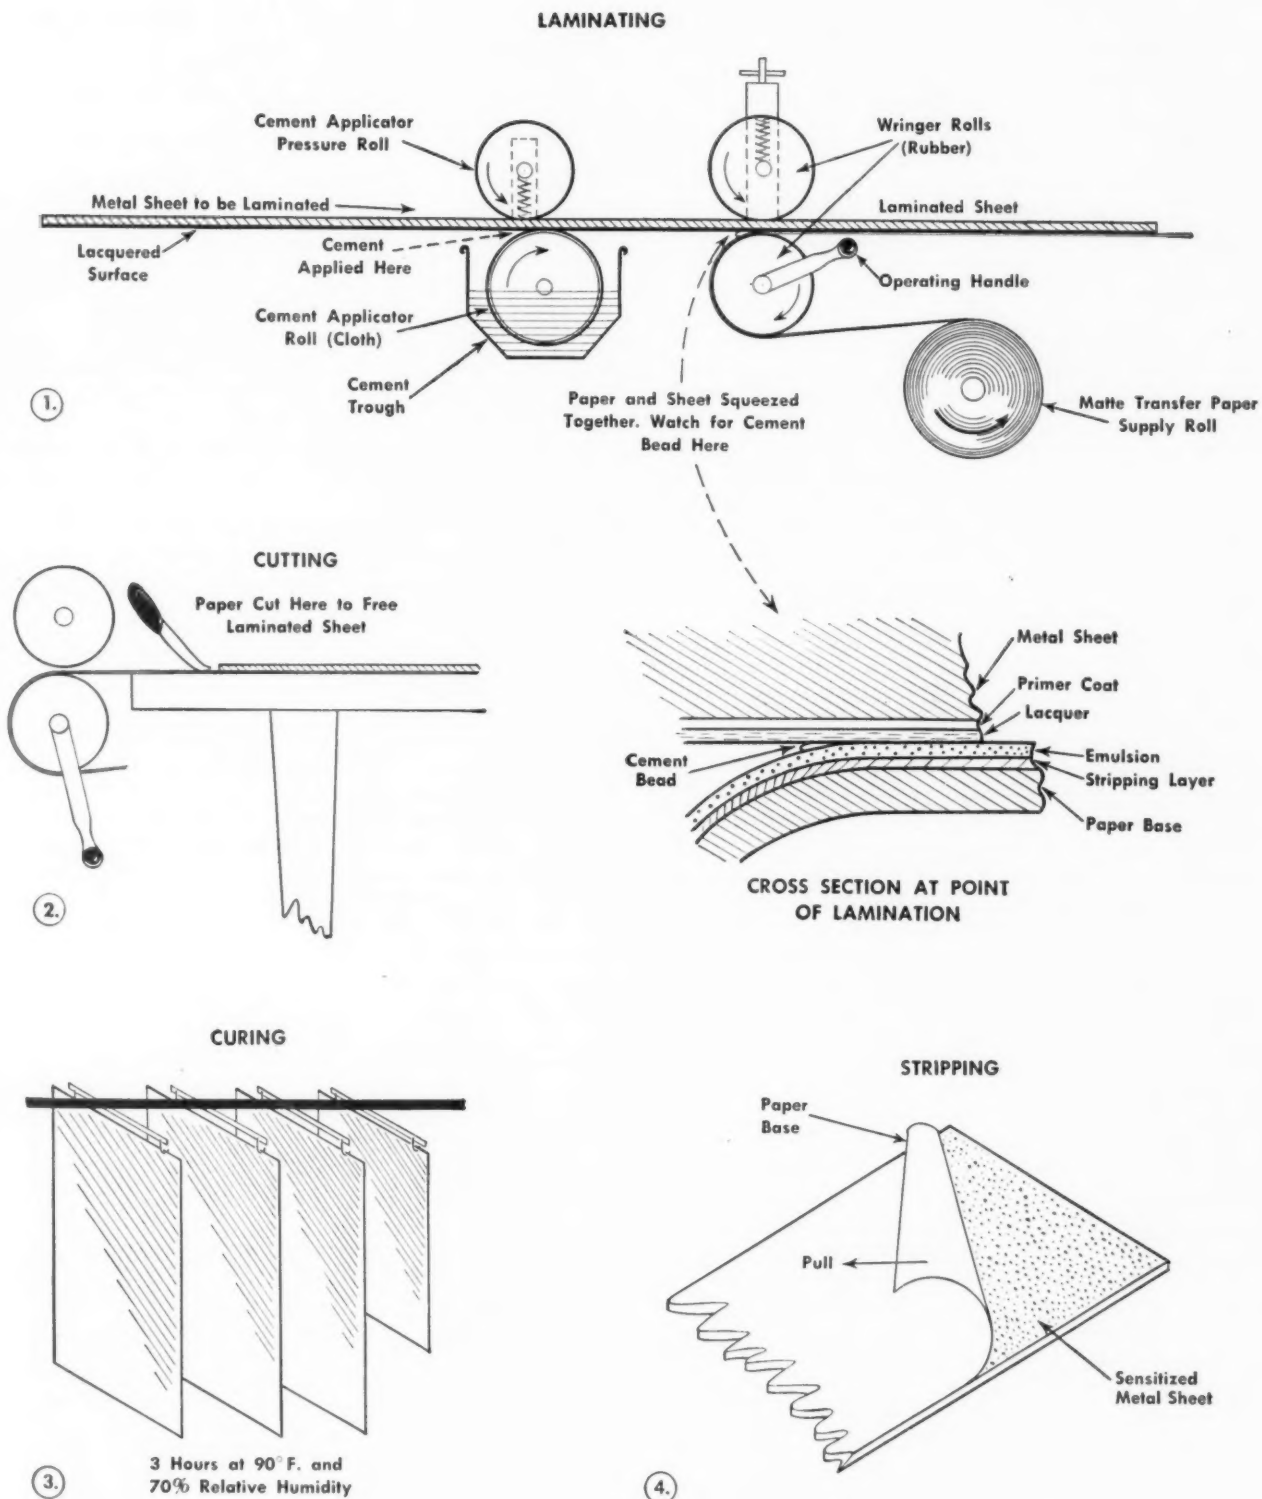 LAMINATING
Cement Applicator
Pressure Roll
Wringer Rolls
(Rubber)
Metal Sheet to be Laminated
Laminated Sheet
Lacquered
Surface
Cement
Applied Here
Operating Handle
Cement Applicator
Roll (Cloth)
Cement
Trough
Paper and Sheet Squeezed
Together. Watch for Cement
Bead Here
Matte Transfer Paper
Supply Roll
1.
CUTTING
Paper Cut Here to Free
Laminated Sheet
2.
Metal Sheet
Primer Coat
Lacquer
Cement
Bead
Emulsion
Stripping Layer
Paper Base
CROSS SECTION AT POINT
OF LAMINATION
CURING
3 Hours at 90°F. and
70% Relative Humidity
3.
STRIPPING
Paper
Base
Pull
Sensitized
Metal Sheet
4.